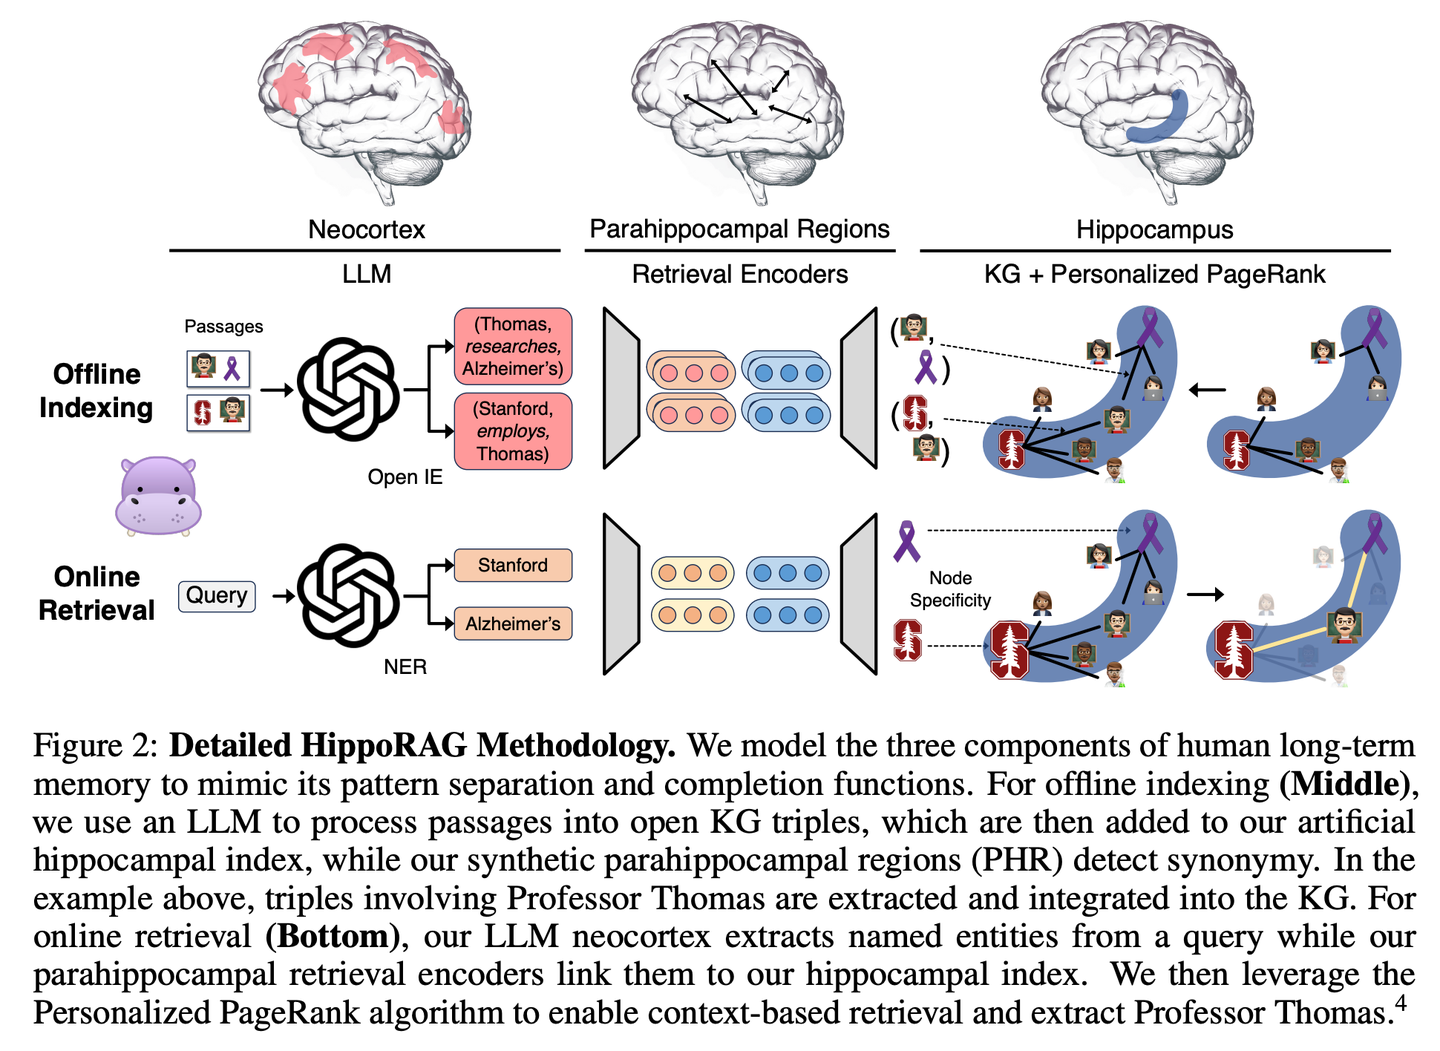 Neocortex
Parahippocampal Regions
Hippocampus
LLM
Retrieval Encoders
KG + Personalized PageRank
Offline
Indexing
Passages
(Thomas,
researches,
Alzheimer's)
(Stanford,
employs,
Thomas)
Open IE
( ,
)
( ,
)
Online
Retrieval
Query
Stanford
Alzheimer's
NER
Node
Specificity
Figure 2: Detailed HippoRAG Methodology. We model the three components of human long-term
memory to mimic its pattern separation and completion functions. For offline indexing (Middle),
we use an LLM to process passages into open KG triples, which are then added to our artificial
hippocampal index, while our synthetic parahippocampal regions (PHR) detect synonymy. In the
example above, triples involving Professor Thomas are extracted and integrated into the KG. For
online retrieval (Bottom), our LLM neocortex extracts named entities from a query while our
parahippocampal retrieval encoders link them to our hippocampal index. We then leverage the
Personalized PageRank algorithm to enable context-based retrieval and extract Professor Thomas.⁴